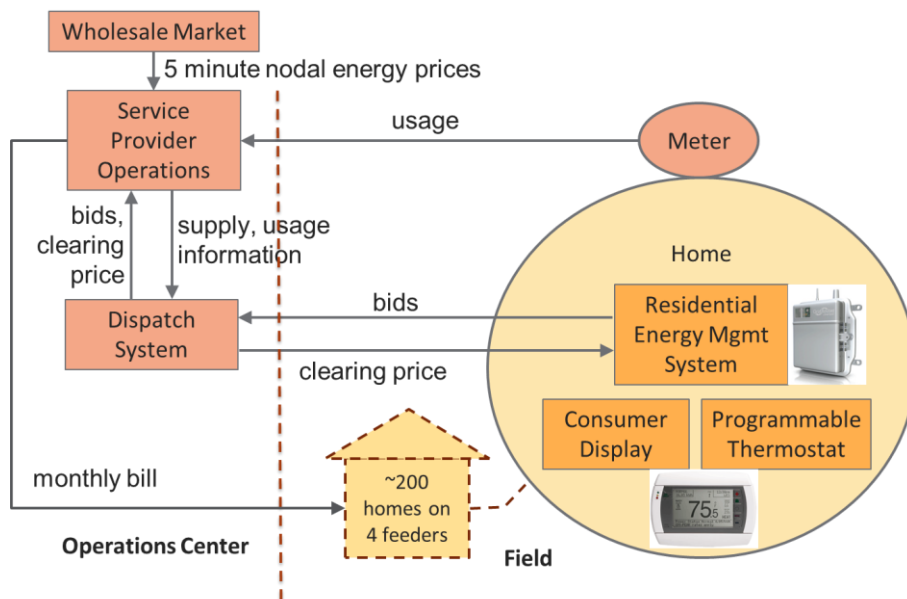 Wholesale Market
5 minute nodal energy prices
Service
Provider
Operations
usage
Meter
bids,
clearing
price
supply, usage
information
Home
Dispatch
System
bids
clearing price
Residential
Energy Mgmt
System
Consumer
Display
Programmable
Thermostat
75.5
monthly bill
~200
homes on
4 feeders
Operations Center
Field